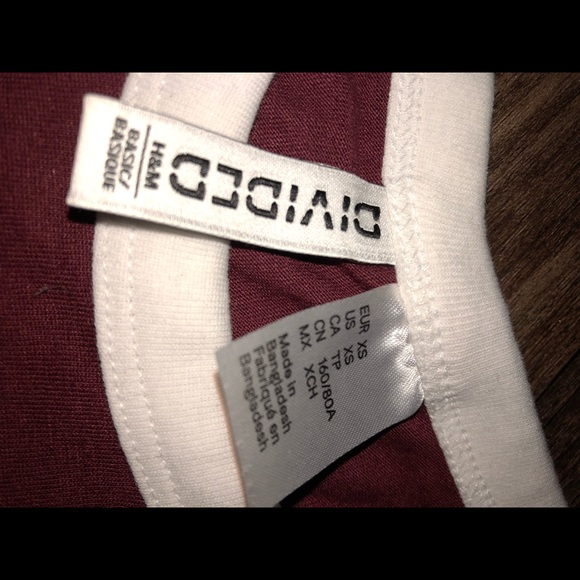 DIVIDED
H&M
BASIC/
BASIQUE
EUR XS
US XS
CA TP
CN 160/80A
MX XCH
Made in
Bangladesh
Fabriqué en
Bangladesh